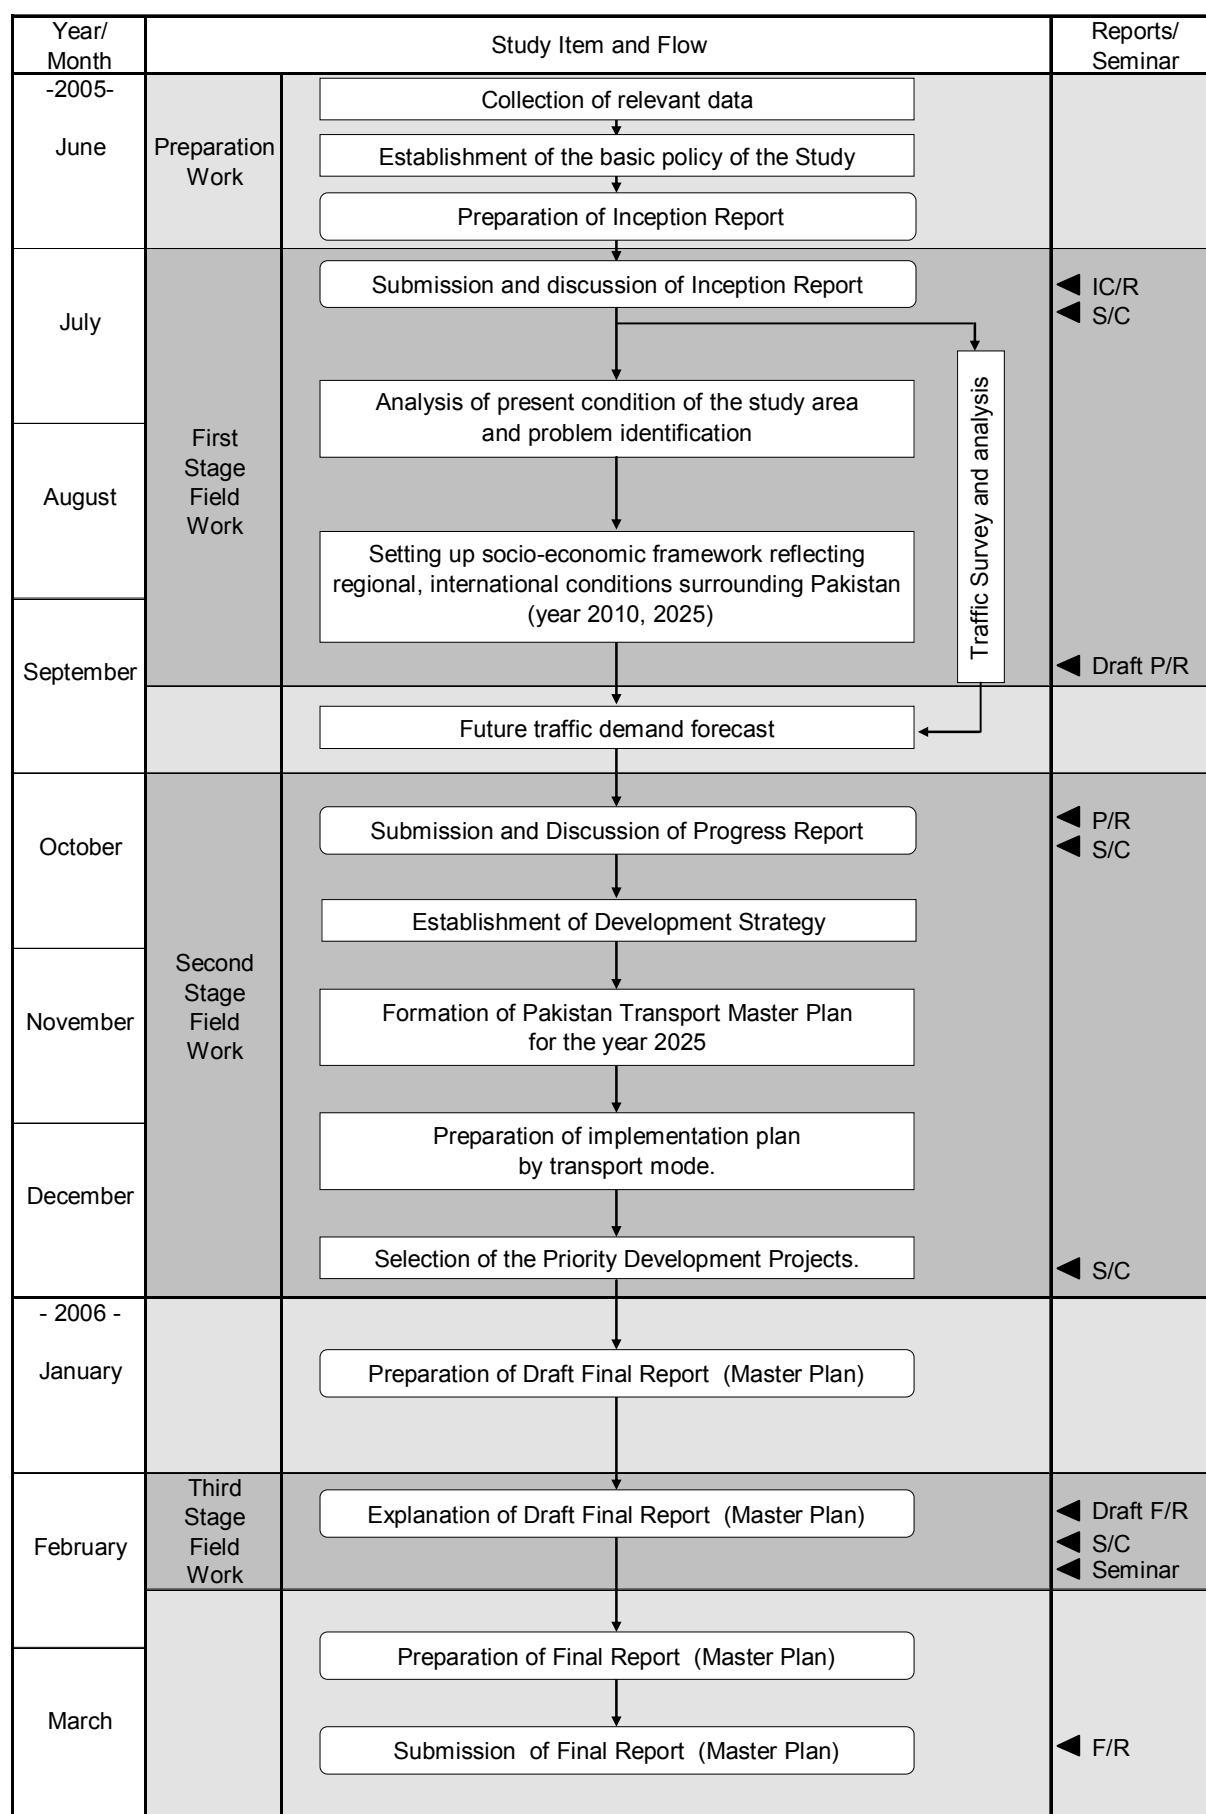 Year/
Month
Study Item and Flow
Reports/
Seminar
-2005-
June
Preparation
Work
Collection of relevant data
Establishment of the basic policy of the Study
Preparation of Inception Report
July
First
Stage
Field
Work
Submission and discussion of Inception Report
IC/R
S/C
Traffic Survey and analysis
Analysis of present condition of the study area
and problem identification
August
Setting up socio-economic framework reflecting
regional, international conditions surrounding Pakistan
(year 2010, 2025)
September
Draft P/R
Future traffic demand forecast
October
Second
Stage
Field
Work
Submission and Discussion of Progress Report
P/R
S/C
Establishment of Development Strategy
November
Formation of Pakistan Transport Master Plan
for the year 2025
Preparation of implementation plan
by transport mode.
December
Selection of the Priority Development Projects.
S/C
- 2006 -
January
Preparation of Draft Final Report (Master Plan)
February
Third
Stage
Field
Work
Explanation of Draft Final Report (Master Plan)
Draft F/R
S/C
Seminar
Preparation of Final Report (Master Plan)
March
Submission of Final Report (Master Plan)
F/R